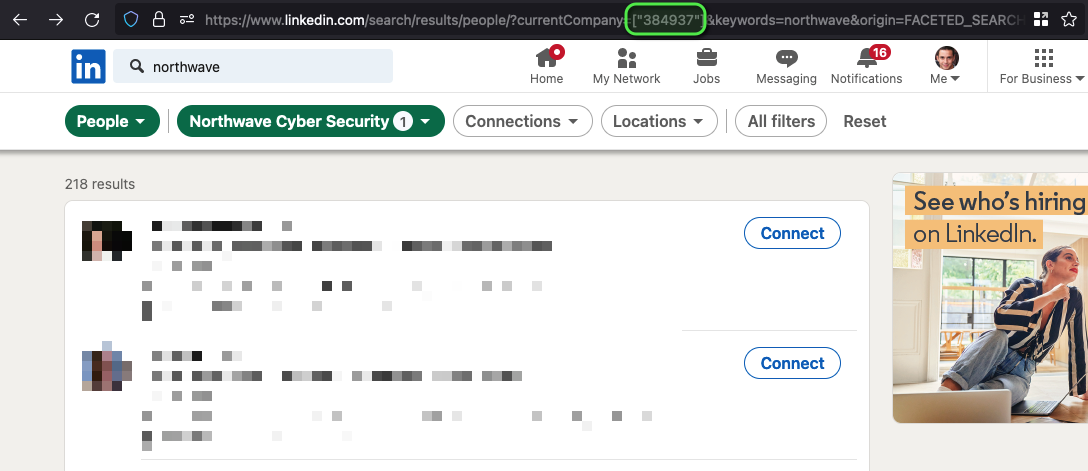 https://www.linkedin.com/search/results/people/?currentCompany=["384937"]&keywords=northwave&origin=FACETED_SEARCH
in northwave Home My Network Jobs Messaging 16 Notifications Me For Business
People Northwave Cyber Security 1 Connections Locations All filters Reset
218 results
See who's hiring
on LinkedIn.
Connect
Connect